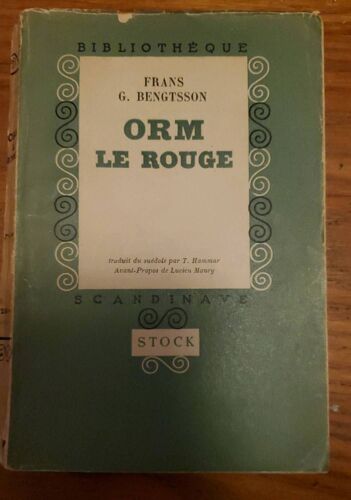 BIBLIOTHÈQUE
FRANS
G. BENGTSSON
ORM
LE ROUGE
traduit du suédois par T. Hammar
Avant-Propos de Lucien Maury
SCANDINAVE
STOCK